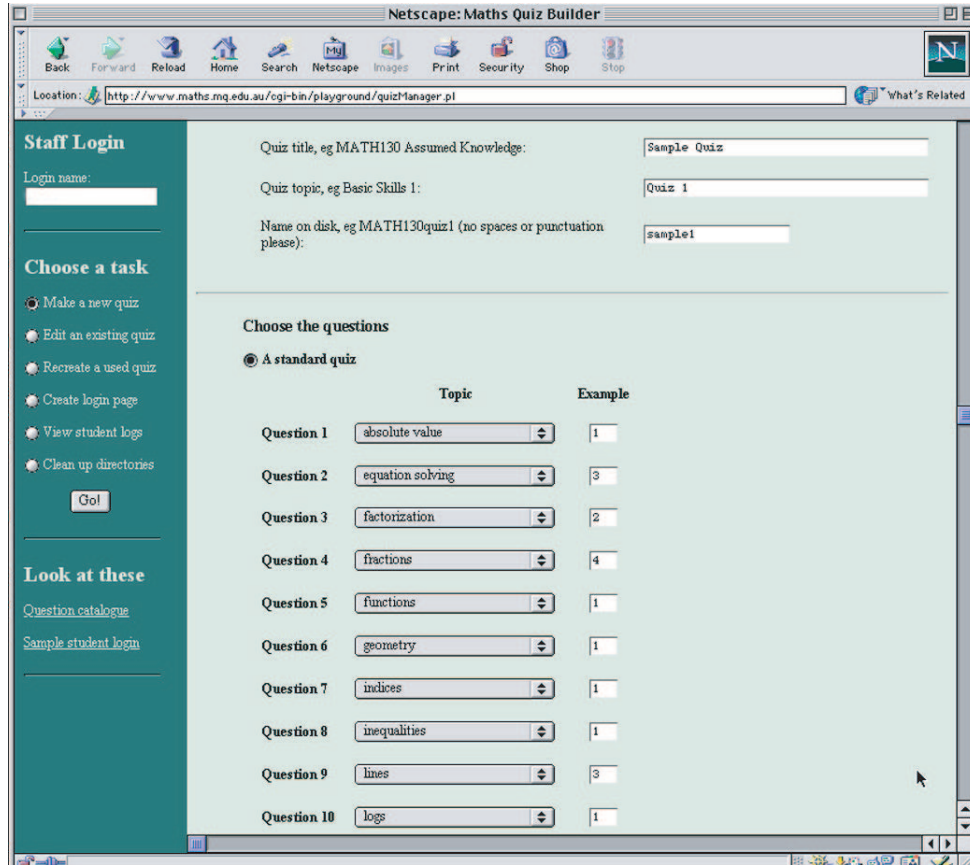 Netscape: Maths Quiz Builder
Back Forward Reload Home Search Netscape Images Print Security Shop Stop
Location: http://www.maths.mq.edu.au/cgi-bin/playground/quizManager.pl What's Related
Staff Login
Login name:
Choose a task
Make a new quiz
Edit an existing quiz
Recreate a used quiz
Create login page
View student logs
Clean up directories
Go!
Look at these
Question catalogue
Sample student login
Quiz title, eg MATH130 Assumed Knowledge: Sample Quiz
Quiz topic, eg Basic Skills 1: Quiz 1
Name on disk, eg MATH130quiz1 (no spaces or punctuation
please): sample1
Choose the questions
A standard quiz
Topic Example
Question 1 absolute value 1
Question 2 equation solving 3
Question 3 factorization 2
Question 4 fractions 4
Question 5 functions 1
Question 6 geometry 1
Question 7 indices 1
Question 8 inequalities 1
Question 9 lines 3
Question 10 logs 1